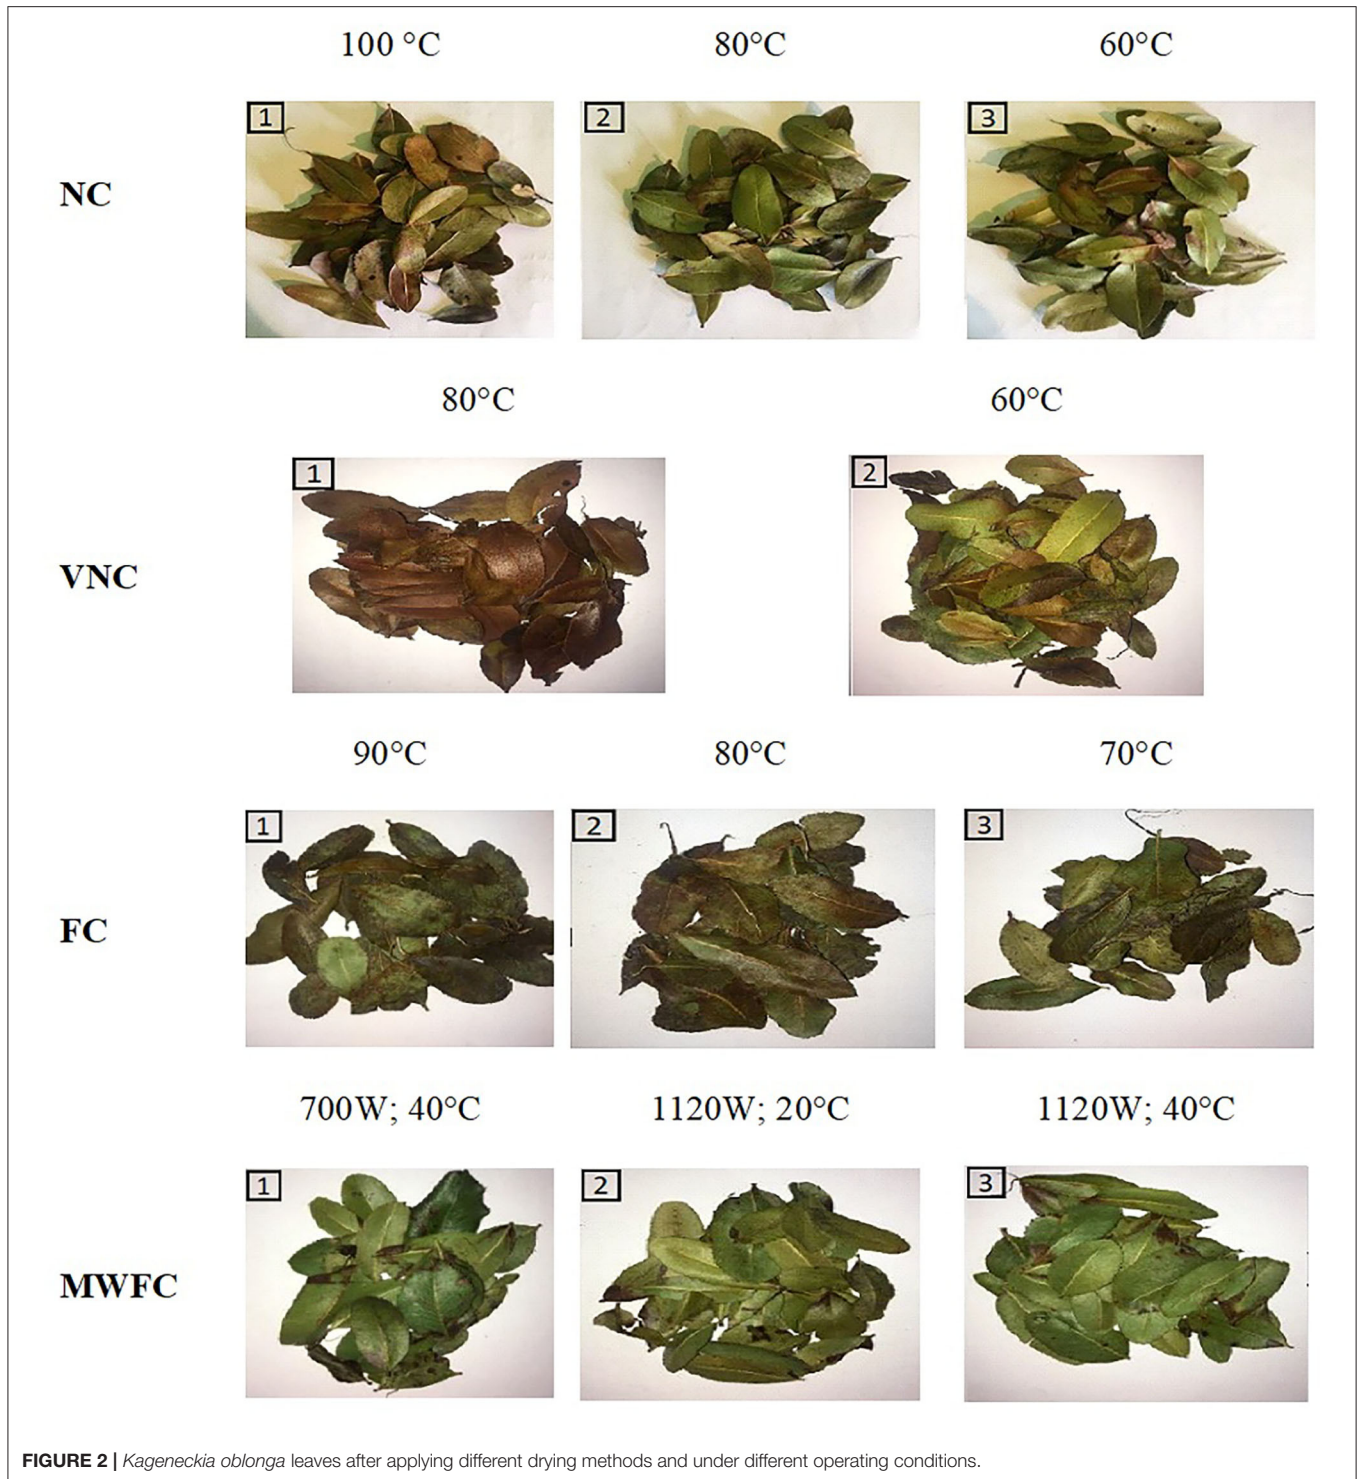 100 °C 80°C 60°C
1 2 3
NC
80°C 60°C
1 2
VNC
90°C 80°C 70°C
1 2 3
FC
700W; 40°C 1120W; 20°C 1120W; 40°C
1 2 3
MWFC
FIGURE 2 | Kageneckia oblonga leaves after applying different drying methods and under different operating conditions.